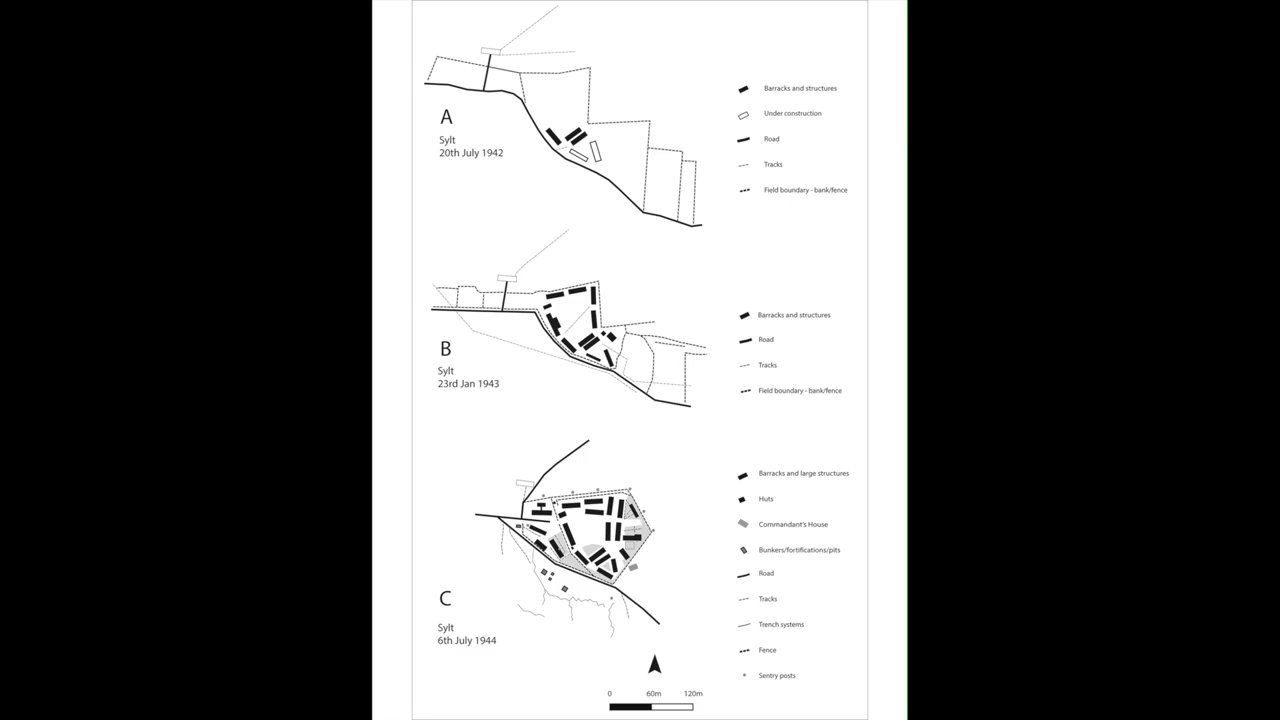 A
Sylt
20th July 1942
Barracks and structures
Under construction
Road
Tracks
Field boundary - bank/fence
B
Sylt
23rd Jan 1943
Barracks and structures
Road
Tracks
Field boundary - bank/fence
C
Sylt
6th July 1944
Barracks and large structures
Huts
Commandant's House
Bunkers/fortifications/pits
Road
Tracks
Trench systems
Fence
Sentry posts
0 60m 120m